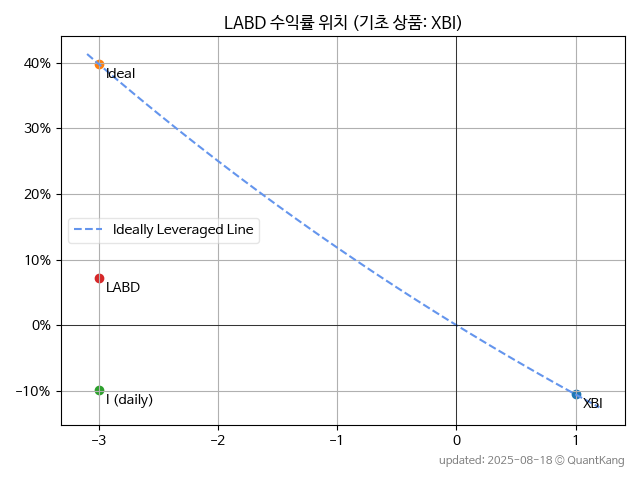 LABD 수익률 위치 (기초 상품: XBI)
40%
Ideal
30%
20%
Ideally Leveraged Line
10%
LABD
0%
-10%
I (daily)
XBI
-3
-2
-1
0
1
updated: 2025-08-18 © QuantKang